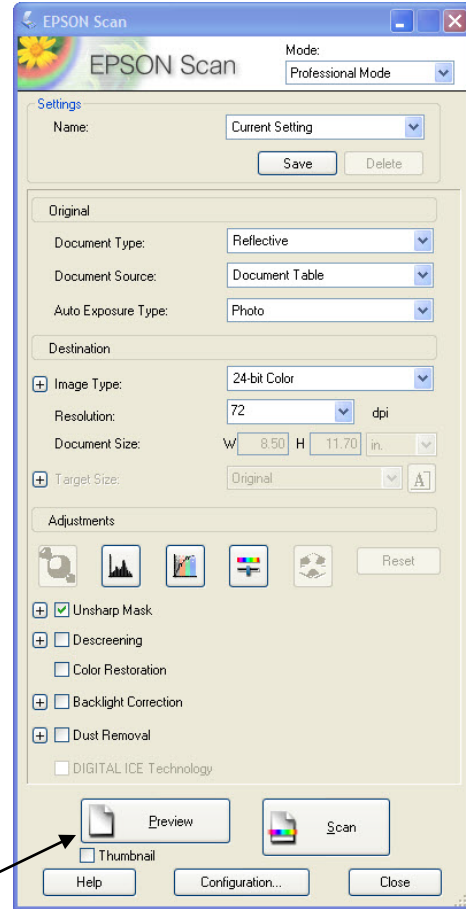 EPSON Scan
EPSON Scan
Mode:
Professional Mode
Settings
Name:
Current Setting
Save
Delete
Original
Document Type:
Reflective
Document Source:
Document Table
Auto Exposure Type:
Photo
Destination
Image Type:
24-bit Color
Resolution:
72
dpi
Document Size:
W 8.50 H 11.70 in.
Target Size:
Original
A
Adjustments
Reset
Unsharp Mask
Descreening
Color Restoration
Backlight Correction
Dust Removal
DIGITAL ICE Technology
Preview
Scan
Thumbnail
Help
Configuration...
Close